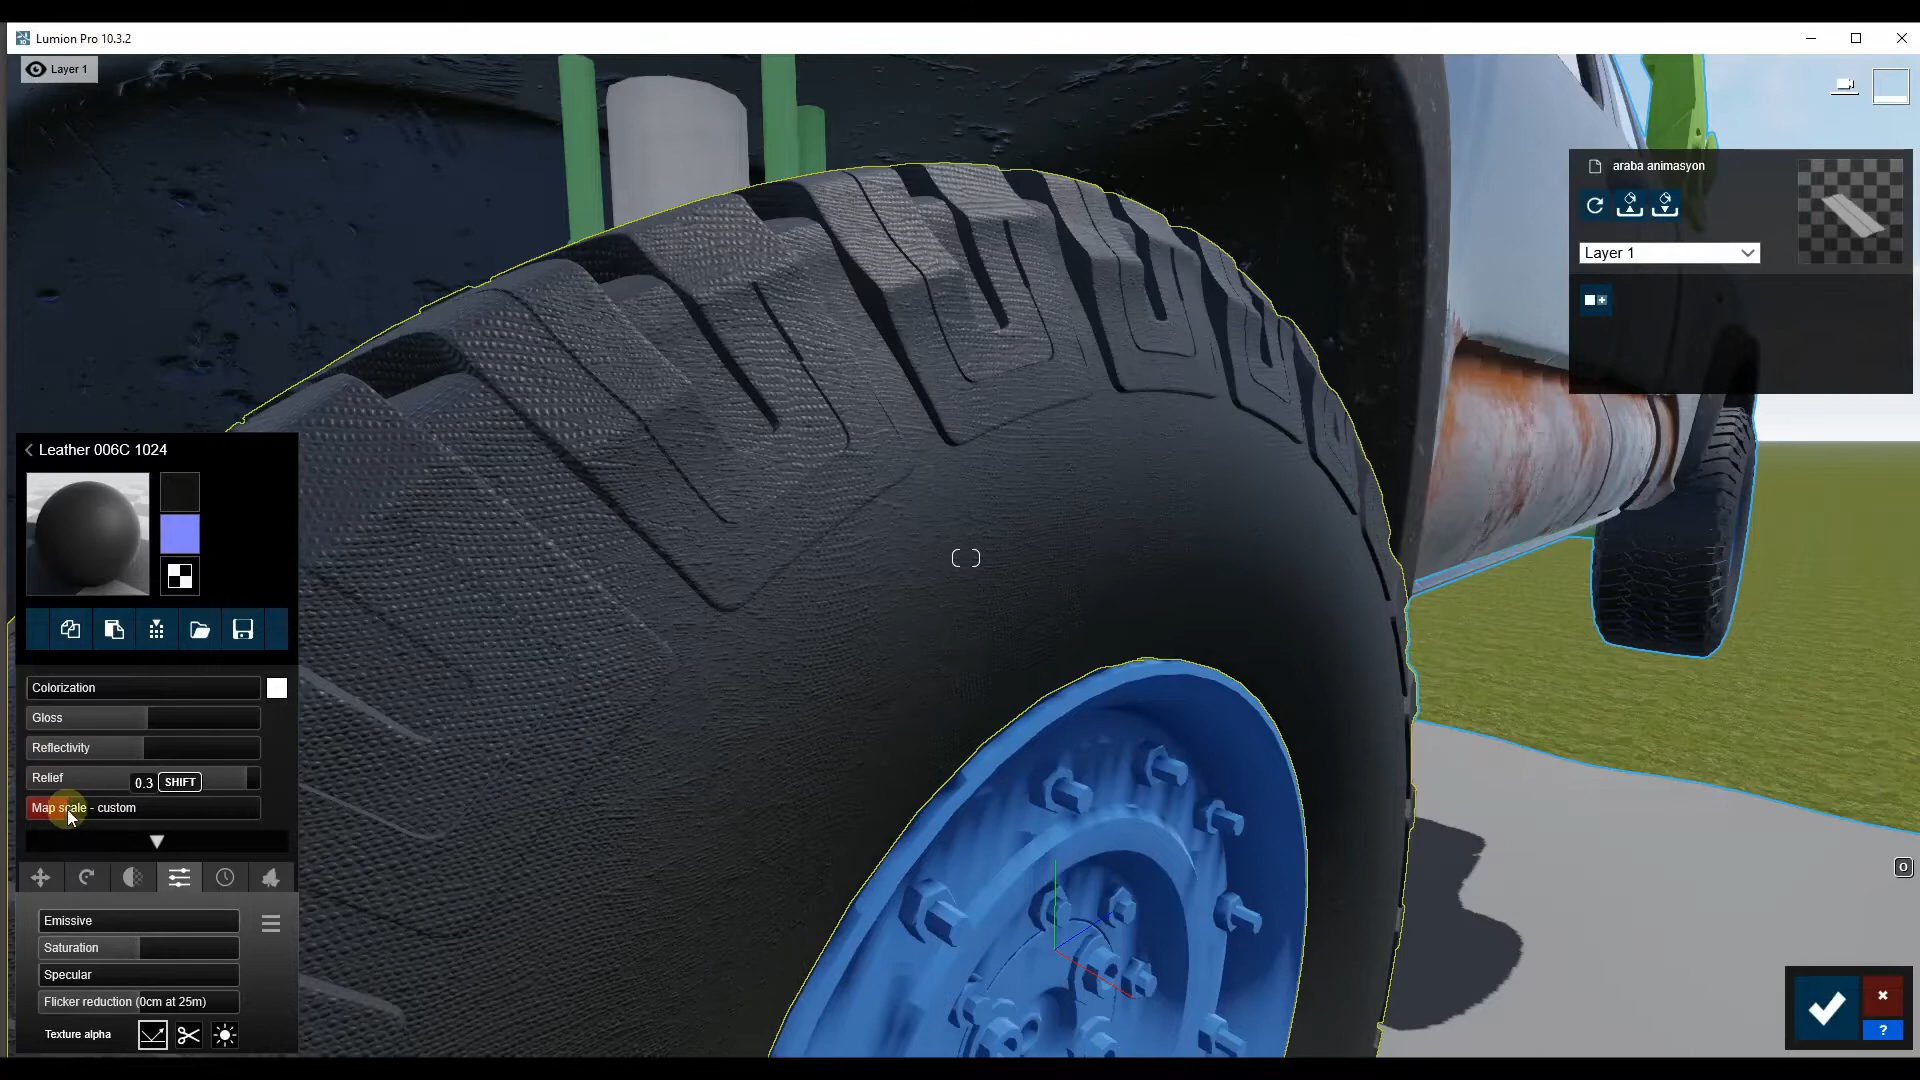 Lumion Pro 10.3.2
Layer 1
araba animasyon
Layer 1
Leather 006C 1024
Colorization
Gloss
Reflectivity
Relief
0.3 SHIFT
Map scale - custom
O
Emissive
Saturation
Specular
Flicker reduction (0cm at 25m)
Texture alpha
?